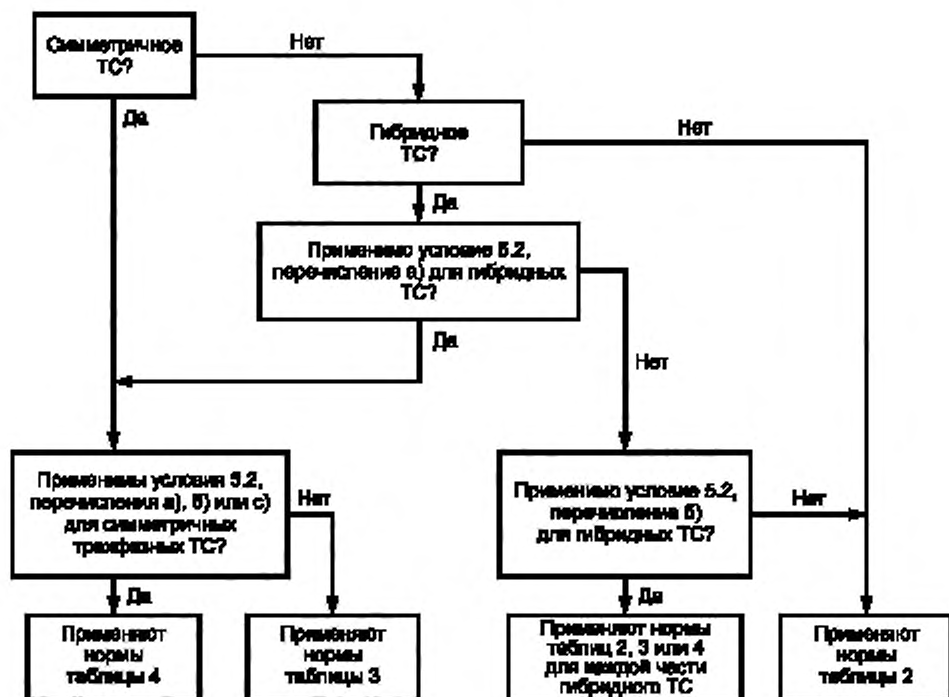 Симметричное
ТС?
Нет
Да
Гибридное
ТС?
Нет
Да
Применимо условие 5.2,
перечисление а) для гибридных
ТС?
Да
Нет
Применимы условия 5.2,
перечисления а), б) или с)
для симметричных
трехфазных ТС?
Нет
Да
Применимо условие 5.2,
перечисление б)
для гибридных ТС?
Нет
Да
Применяют
нормы
таблицы 4
Применяют
нормы
таблицы 3
Применяют нормы
таблиц 2, 3 или 4
для каждой части
гибридного ТС
Применяют
нормы
таблицы 2